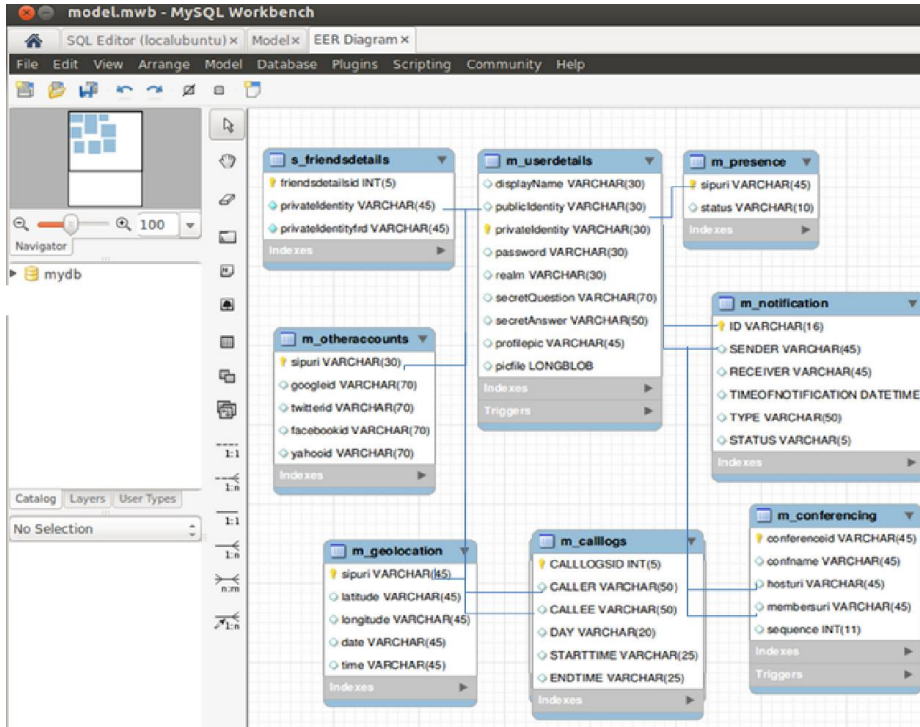 model.mwb - MySQL Workbench
SQL Editor (localubuntu) × Model × EER Diagram ×
File Edit View Arrange Model Database Plugins Scripting Community Help
100
Navigator
mydb
Catalog Layers User Types
No Selection
1:1
1:n
1:1
1:n
n:m
1:n
s_friendsdetails
friendsdetailsid INT(5)
privateIdentity VARCHAR(45)
privateIdentityfrd VARCHAR(45)
Indexes
m_userdetails
displayName VARCHAR(30)
publicIdentity VARCHAR(30)
privateIdentity VARCHAR(30)
password VARCHAR(30)
realm VARCHAR(30)
secretQuestion VARCHAR(70)
secretAnswer VARCHAR(50)
profilepic VARCHAR(45)
picfile LONGBLOB
Indexes
Triggers
m_presence
sipuri VARCHAR(45)
status VARCHAR(10)
Indexes
m_otheraccounts
sipuri VARCHAR(30)
googleid VARCHAR(70)
twitterid VARCHAR(70)
facebookid VARCHAR(70)
yahooid VARCHAR(70)
Indexes
m_notification
ID VARCHAR(16)
SENDER VARCHAR(45)
RECEIVER VARCHAR(45)
TIMEOFNOTIFICATION DATETIME
TYPE VARCHAR(50)
STATUS VARCHAR(5)
Indexes
m_geolocation
sipuri VARCHAR(45)
latitude VARCHAR(45)
longitude VARCHAR(45)
date VARCHAR(45)
time VARCHAR(45)
Indexes
m_calllogs
CALLLOGSID INT(5)
CALLER VARCHAR(50)
CALLEE VARCHAR(50)
DAY VARCHAR(20)
STARTTIME VARCHAR(25)
ENDTIME VARCHAR(25)
Indexes
m_conferencing
conferenceid VARCHAR(45)
confname VARCHAR(45)
hosturi VARCHAR(45)
membersuri VARCHAR(45)
sequence INT(11)
Indexes
Triggers